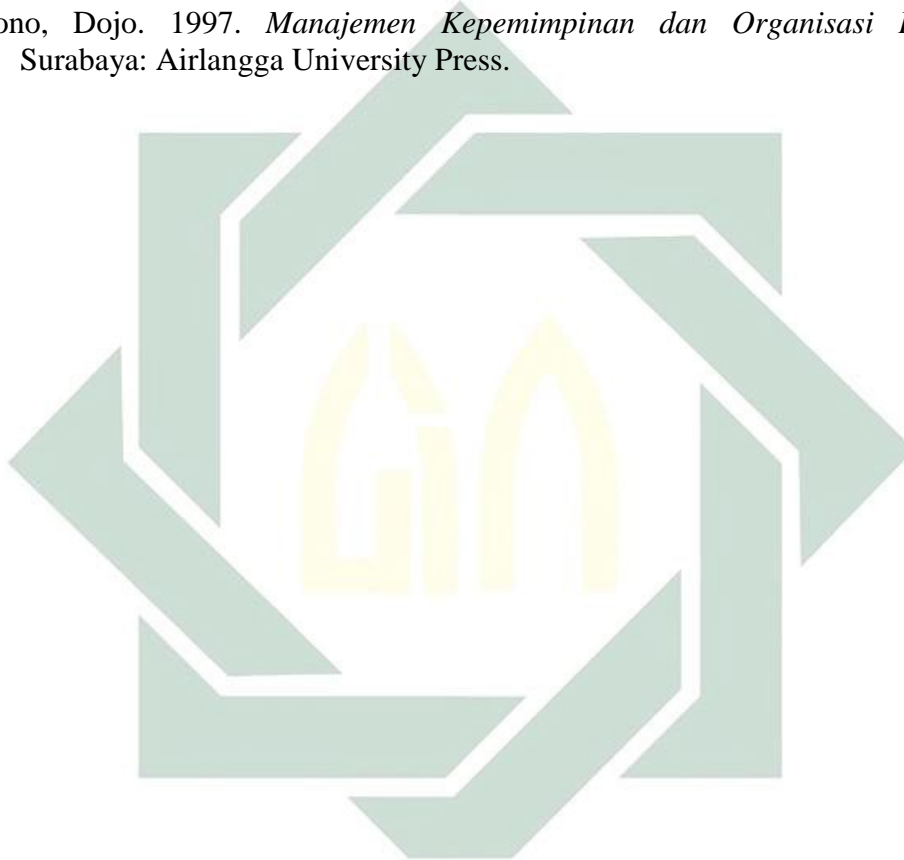 ono, Dojo. 1997. Manajemen Kepemimpinan dan Organisasi
Surabaya: Airlangga University Press.